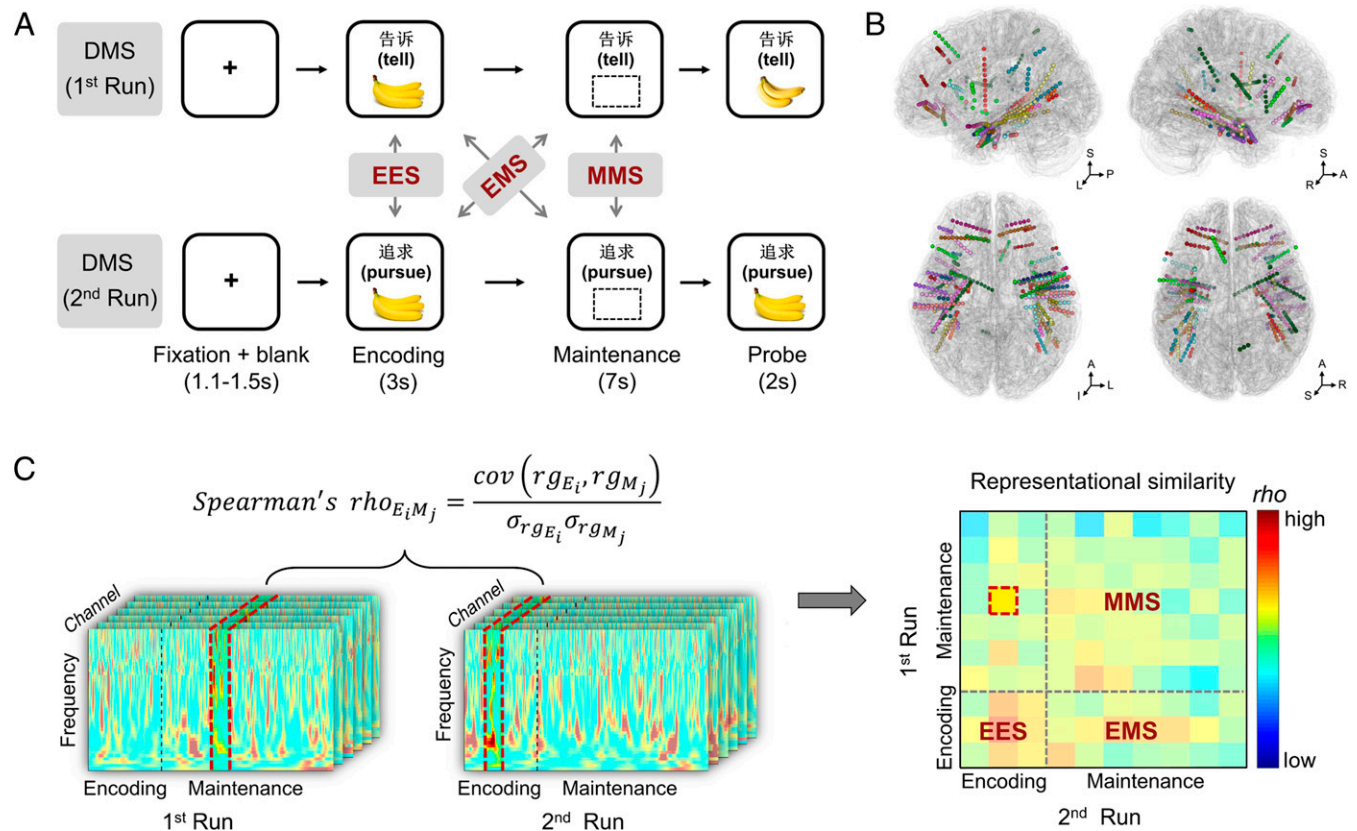 A
DMS
(1st Run)
+
告诉
(tell)
告诉
(tell)
告诉
(tell)
EES
EMS
MMS
DMS
(2nd Run)
+
追求
(pursue)
追求
(pursue)
追求
(pursue)
Fixation + blank
(1.1-1.5s)
Encoding
(3s)
Maintenance
(7s)
Probe
(2s)
B
S
L
P
S
R
A
A
I
L
A
S
R
C
Spearman's rho_{E_iM_j} = cov (rg_{E_i}, rg_{M_j}) / σ_{rg_{E_i}} σ_{rg_{M_j}}
Channel
Frequency
Encoding
Maintenance
1st Run
Channel
Frequency
Encoding
Maintenance
2nd Run
Representational similarity
rho
high
low
1st Run
Maintenance
Encoding
MMS
EES
EMS
Encoding
Maintenance
2nd Run